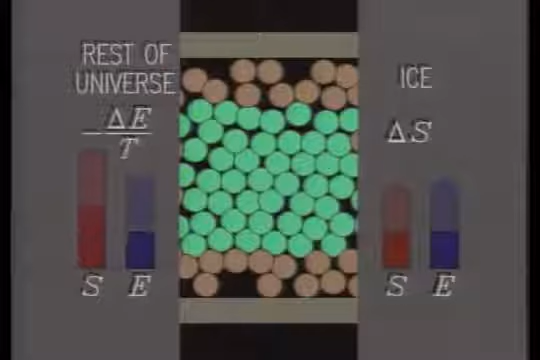 REST OF
UNIVERSE
-ΔE/T
S E
ICE
ΔS
S E